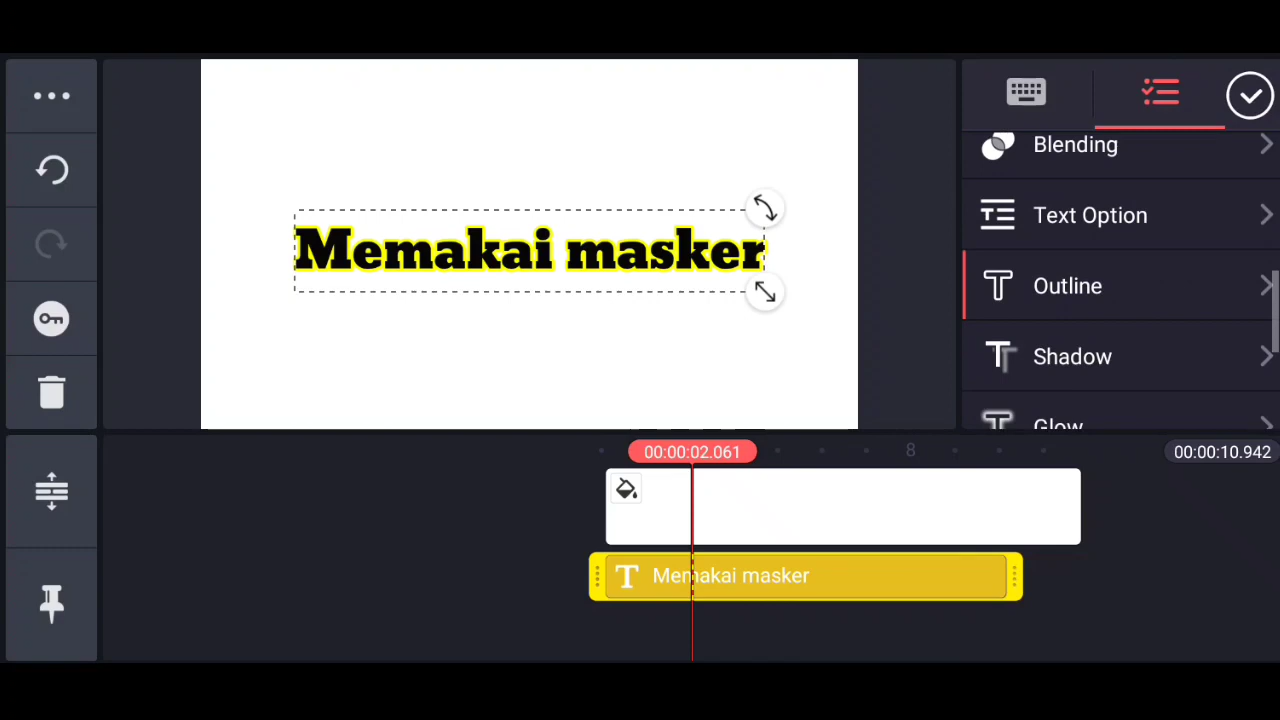 Blending
Text Option
Memakai masker
Outline
Shadow
Glow
00:00:02.061
8
00:00:10.942
T Memakai masker